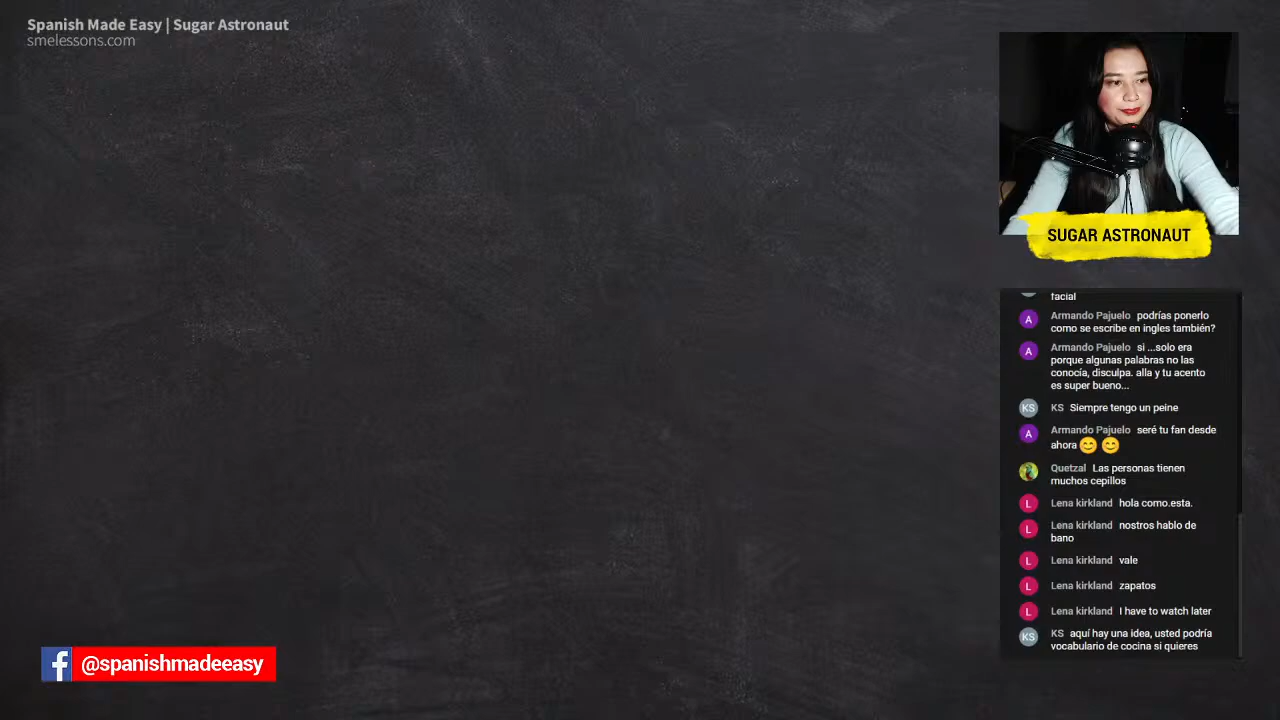 Spanish Made Easy | Sugar Astronaut
smelessons.com
SUGAR ASTRONAUT
facial
A Armando Pajuelo podrías ponerlo
como se escribe en ingles también?
A Armando Pajuelo si ...solo era
porque algunas palabras no las
conocía, disculpa. alla y tu acento
es super bueno...
KS KS Siempre tengo un peine
A Armando Pajuelo seré tu fan desde
ahora 😊 😊
Quetzal Las personas tienen
muchos cepillos
L Lena kirkland hola como.esta.
L Lena kirkland nostros hablo de
bano
L Lena kirkland vale
L Lena kirkland zapatos
L Lena kirkland I have to watch later
KS KS aquí hay una idea, usted podría
vocabulario de cocina si quieres
f @spanishmadeeasy